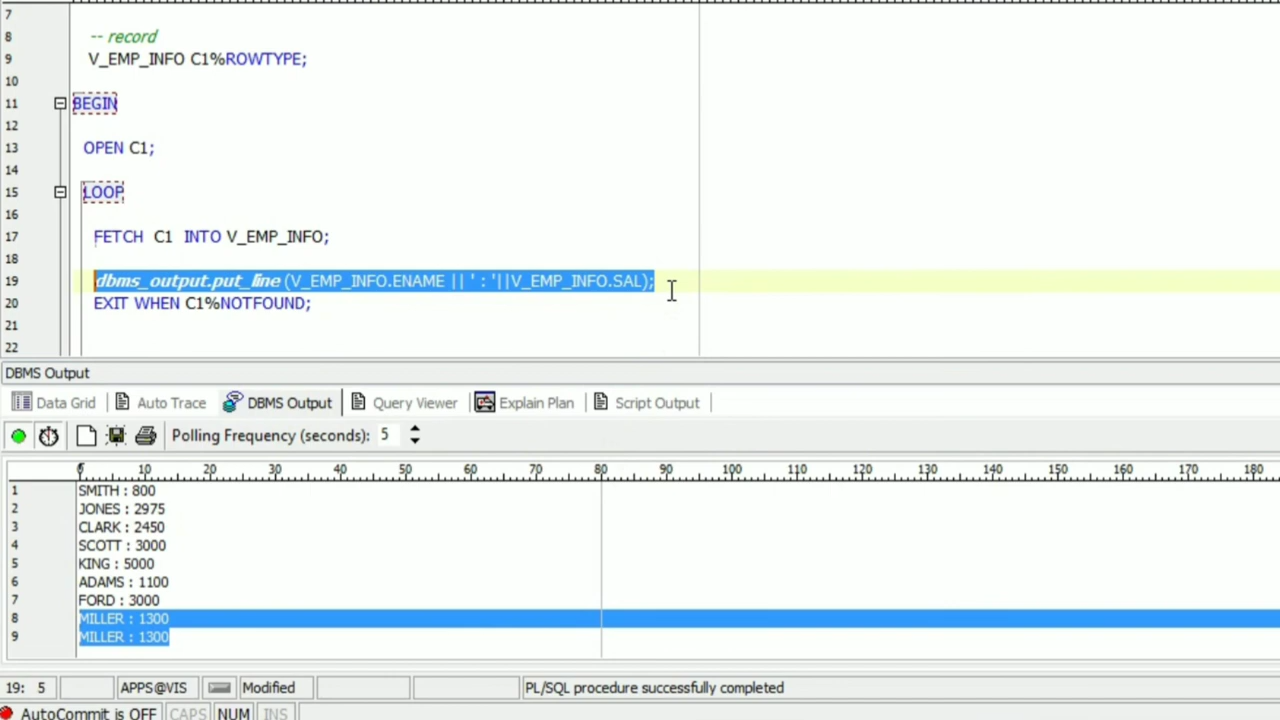 7
8 -- record
9 V_EMP_INFO C1%ROWTYPE;
10
11 BEGIN
12
13 OPEN C1;
14
15 LOOP
16
17 FETCH C1 INTO V_EMP_INFO;
18
19 dbms_output.put_line (V_EMP_INFO.ENAME || ' : '||V_EMP_INFO.SAL);
20 EXIT WHEN C1%NOTFOUND;
21
22
DBMS Output
Data Grid Auto Trace DBMS Output Query Viewer Explain Plan Script Output
Polling Frequency (seconds): 5
0 10 20 30 40 50 60 70 80 90 100 110 120 130 140 150 160 170 180
1 SMITH : 800
2 JONES : 2975
3 CLARK : 2450
4 SCOTT : 3000
5 KING : 5000
6 ADAMS : 1100
7 FORD : 3000
8 MILLER : 1300
9 MILLER : 1300
19: 5 APPS@VIS Modified PL/SQL procedure successfully completed
AutoCommit is OFF CAPS NUM INS